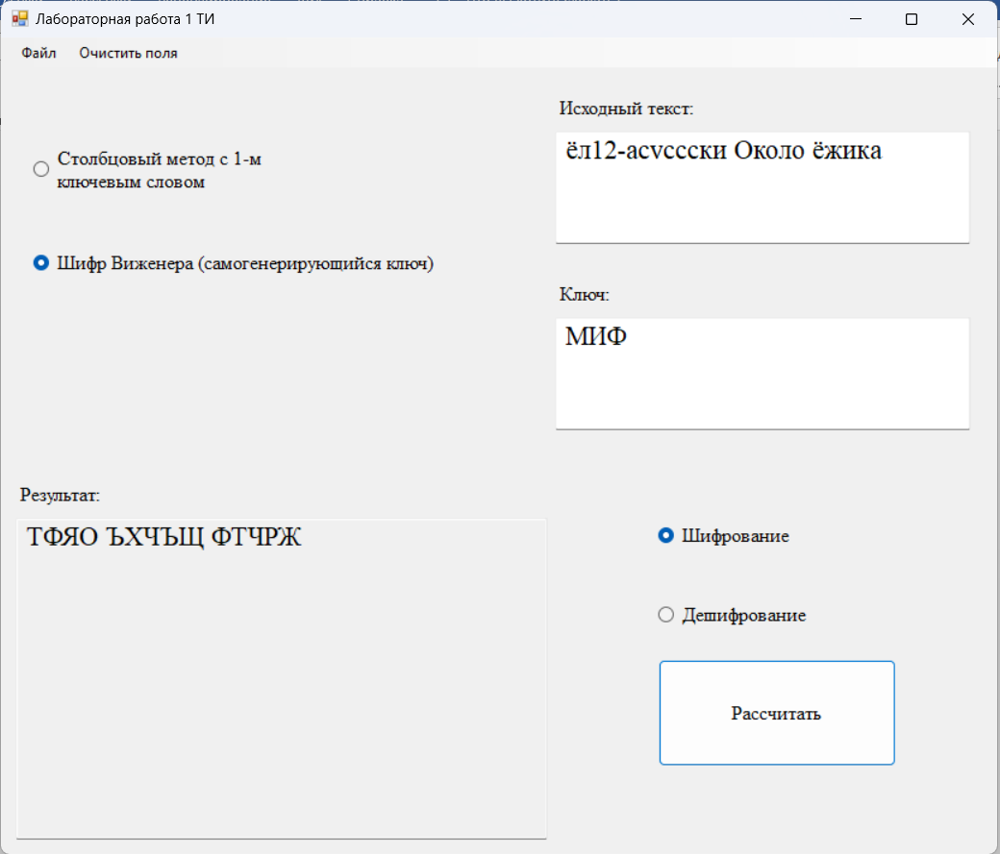 Лабораторная работа 1 ТИ
Файл Очистить поля
Исходный текст:
ёл12-асvcсски Около ёжика
Столбцовый метод с 1-м
ключевым словом
Шифр Виженера (самогенерирующийся ключ)
Ключ:
МИФ
Результат:
ТФЯО ЪХЧЪЩ ФТЧРЖ
Шифрование
Дешифрование
Рассчитать